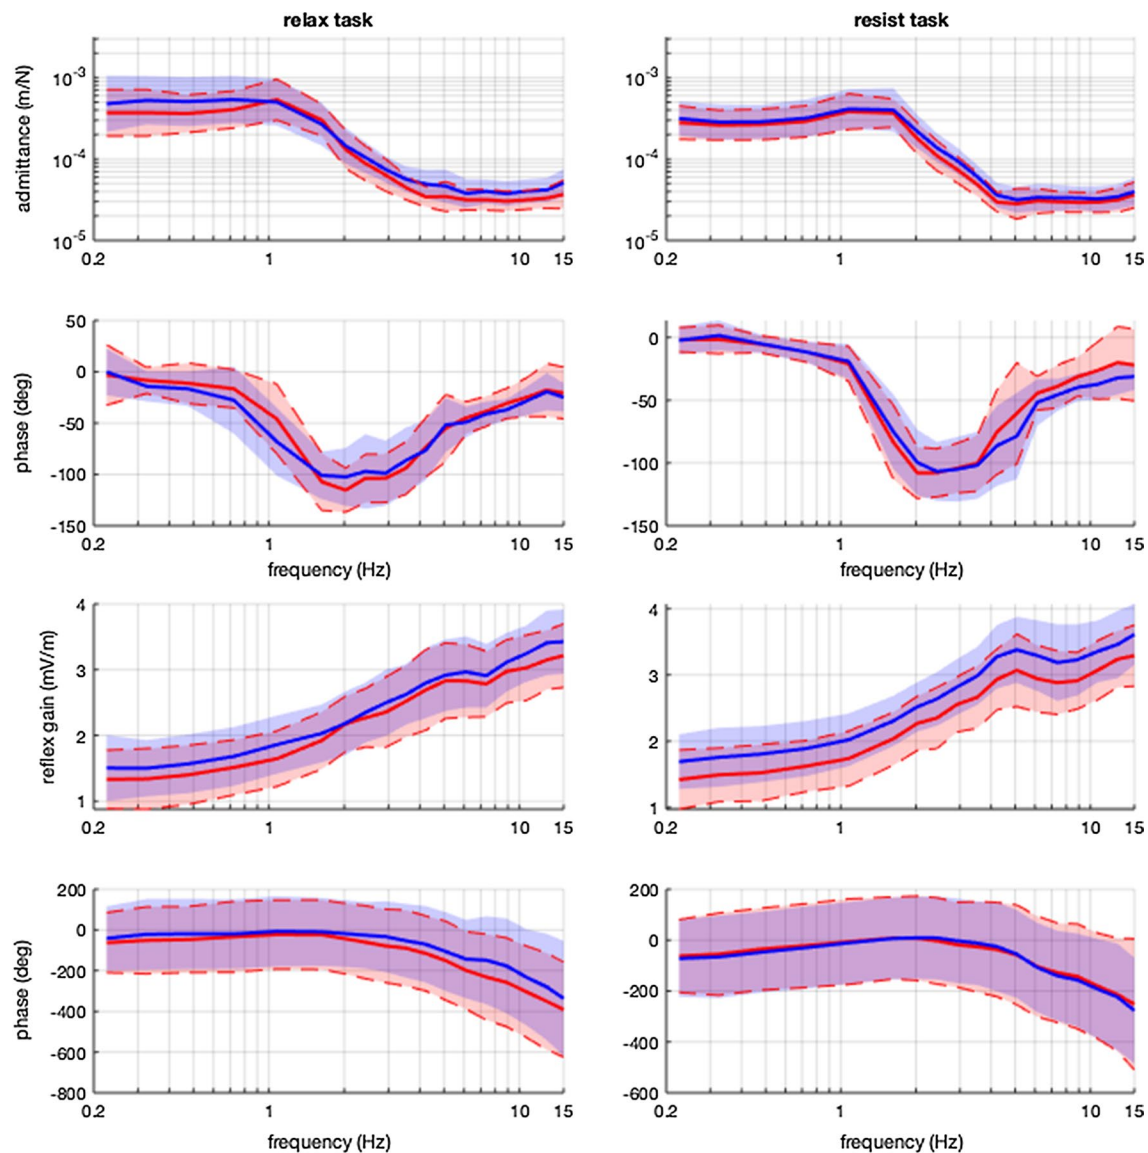 relax task
resist task
admittance (m/N)
10-3
10-4
10-5
0.2 1 10 15
10-3
10-4
10-5
0.2 1 10 15
phase (deg)
50
0
-50
-100
-150
0.2 1 10 15
frequency (Hz)
0
-50
-100
-150
0.2 1 10 15
frequency (Hz)
reflex gain (mV/m)
4
3
2
1
0.2 1 10 15
4
3
2
1
0.2 1 10 15
phase (deg)
200
0
-200
-400
-600
-800
0.2 1 10 15
frequency (Hz)
200
0
-200
-400
-600
0.2 1 10 15
frequency (Hz)